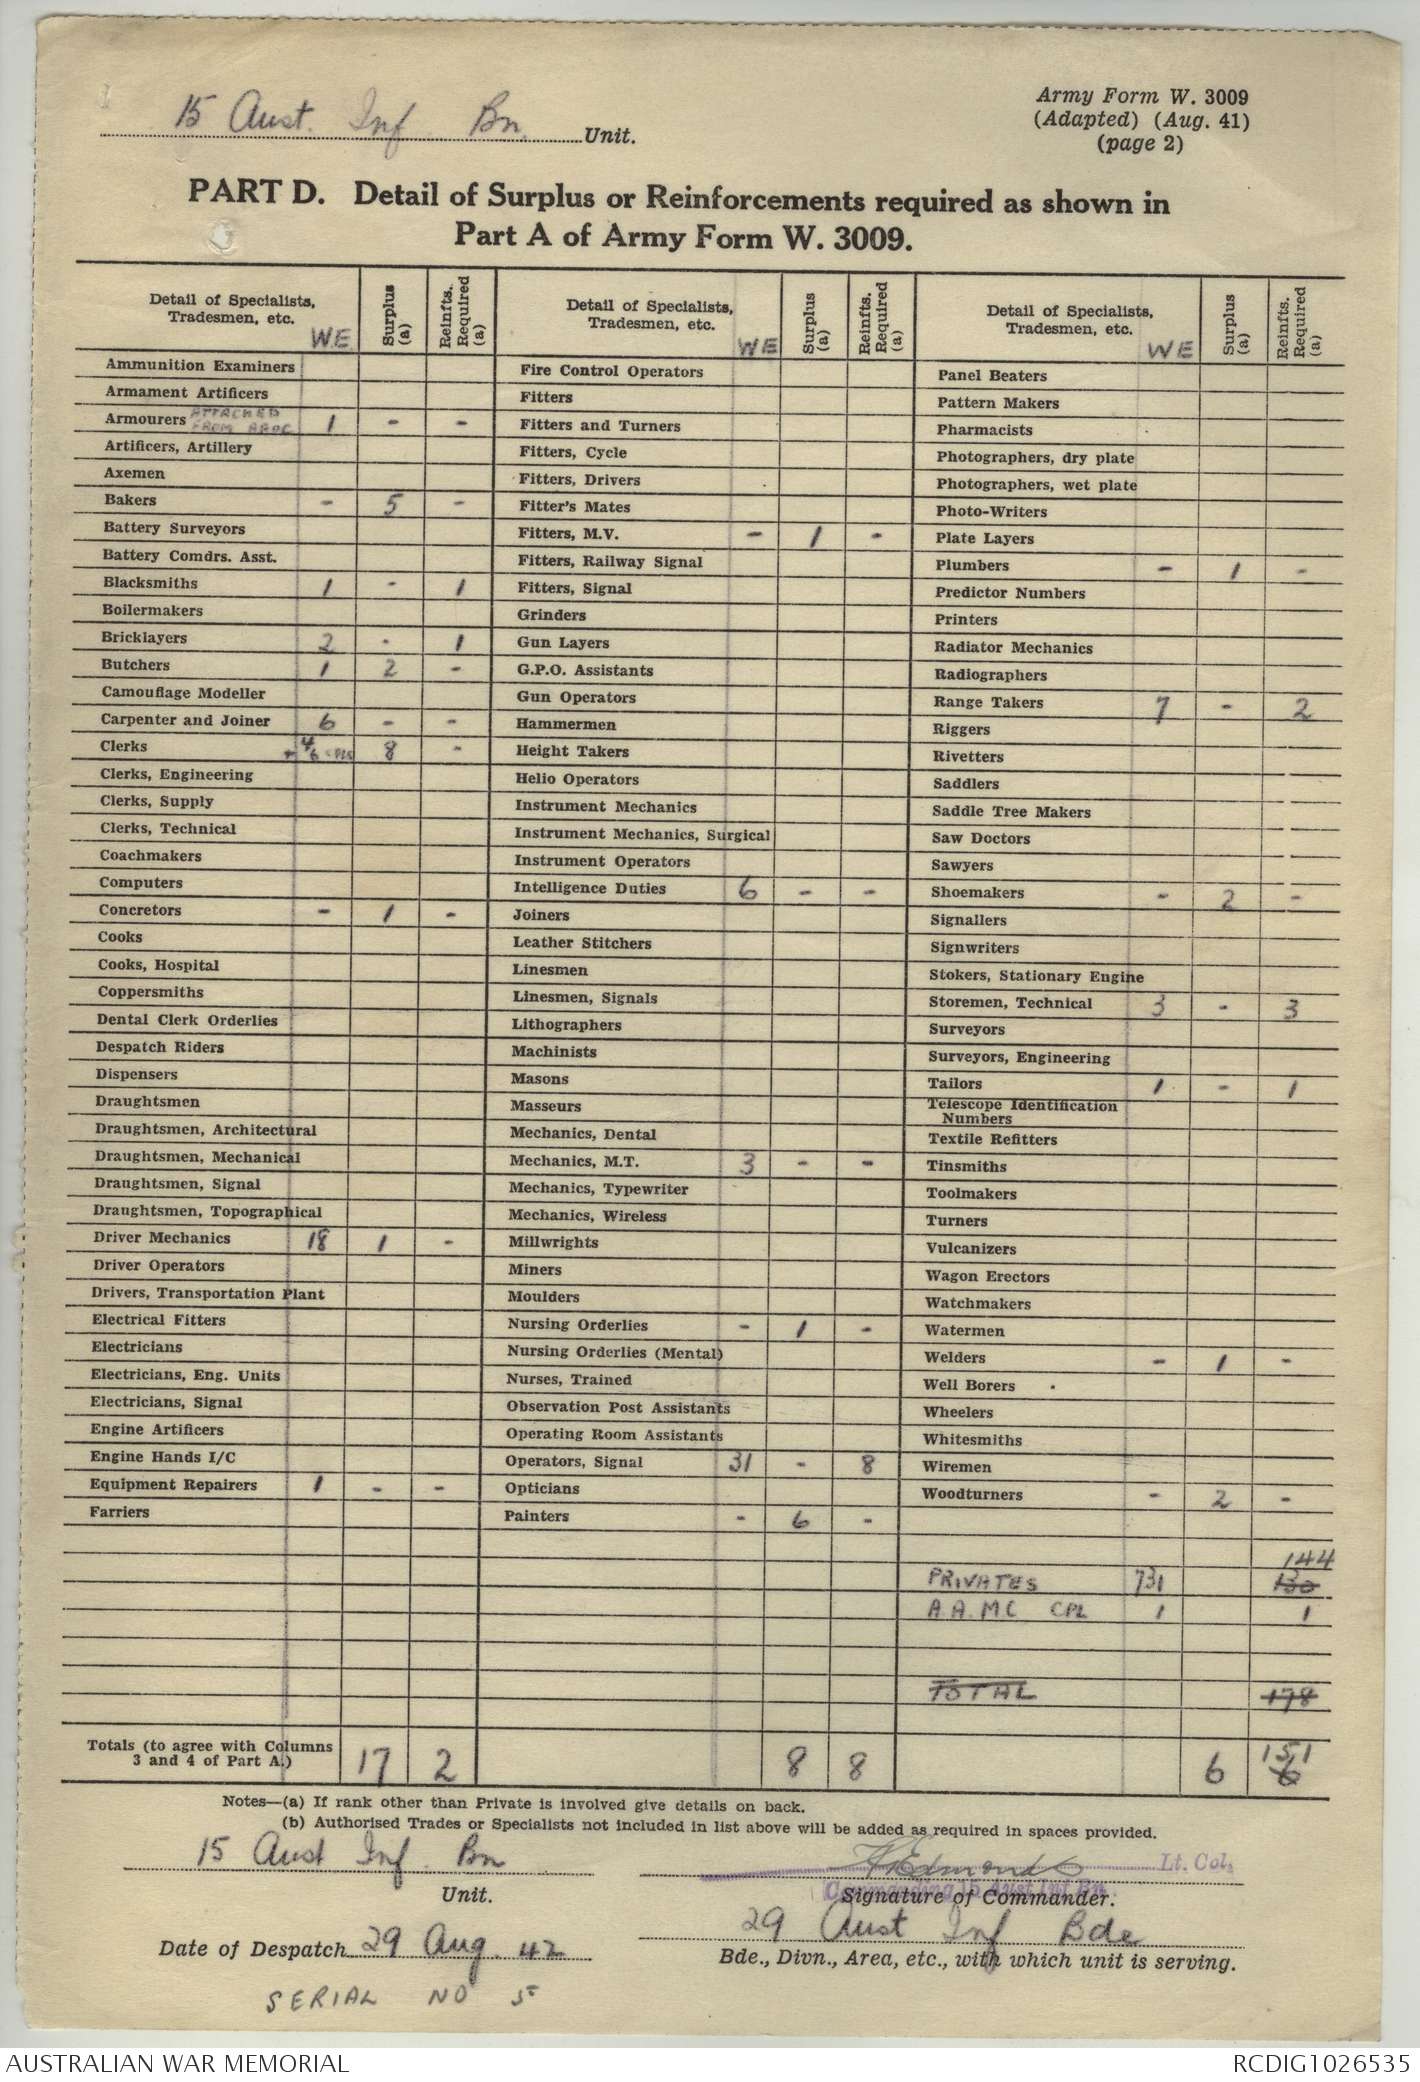 15 Aust. Inf Bn. Unit.
Army Form W. 3009
(Adapted) (Aug. 41)
(page 2)
PART D. Detail of Surplus or Reinforcements required as shown in
Part A of Army Form W. 3009.
Detail of Specialists, Tradesmen, etc. WE Surplus (a) Reinfts. Required (a)
Ammunition Examiners
Armament Artificers
Armourers ATTACHED FROM AAOC 1 - -
Artificers, Artillery
Axemen
Bakers - 5 -
Battery Surveyors
Battery Comdrs. Asst.
Blacksmiths 1 - 1
Boilermakers
Bricklayers 2 - 1
Butchers 1 2 -
Camouflage Modeller
Carpenter and Joiner 6 - -
Clerks 4 + 6 CPLS 8 -
Clerks, Engineering
Clerks, Supply
Clerks, Technical
Coachmakers
Computers
Concretors - 1 -
Cooks
Cooks, Hospital
Coppersmiths
Dental Clerk Orderlies
Despatch Riders
Dispensers
Draughtsmen
Draughtsmen, Architectural
Draughtsmen, Mechanical
Draughtsmen, Signal
Draughtsmen, Topographical
Driver Mechanics 18 1 -
Driver Operators
Drivers, Transportation Plant
Electrical Fitters
Electricians
Electricians, Eng. Units
Electricians, Signal
Engine Artificers
Engine Hands I/C
Equipment Repairers 1 - -
Farriers
Totals (to agree with Columns
3 and 4 of Part A.) 17 2
Detail of Specialists, Tradesmen, etc. WE Surplus (a) Reinfts. Required (a)
Fire Control Operators
Fitters
Fitters and Turners
Fitters, Cycle
Fitters, Drivers
Fitter's Mates
Fitters, M.V. - 1 -
Fitters, Railway Signal
Fitters, Signal
Grinders
Gun Layers
G.P.O. Assistants
Gun Operators
Hammermen
Height Takers
Helio Operators
Instrument Mechanics
Instrument Mechanics, Surgical
Instrument Operators
Intelligence Duties 6 - -
Joiners
Leather Stitchers
Linesmen
Linesmen, Signals
Lithographers
Machinists
Masons
Masseurs
Mechanics, Dental
Mechanics, M.T. 3 - -
Mechanics, Typewriter
Mechanics, Wireless
Millwrights
Miners
Moulders
Nursing Orderlies - 1 -
Nursing Orderlies (Mental)
Nurses, Trained
Observation Post Assistants
Operating Room Assistants
Operators, Signal 31 - 8
Opticians
Painters - 6 -
8 8
Detail of Specialists, Tradesmen, etc. WE Surplus (a) Reinfts. Required (a)
Panel Beaters
Pattern Makers
Pharmacists
Photographers, dry plate
Photographers, wet plate
Photo-Writers
Plate Layers
Plumbers - 1 -
Predictor Numbers
Printers
Radiator Mechanics
Radiographers
Range Takers 7 - 2
Riggers
Rivetters
Saddlers
Saddle Tree Makers
Saw Doctors
Sawyers
Shoemakers - 2 -
Signallers
Signwriters
Stokers, Stationary Engine
Storemen, Technical 3 - 3
Surveyors
Surveyors, Engineering
Tailors 1 - 1
Telescope Identification
Numbers
Textile Refitters
Tinsmiths
Toolmakers
Turners
Vulcanizers
Wagon Erectors
Watchmakers
Watermen
Welders - 1 -
Well Borers
Wheelers
Whitesmiths
Wiremen
Woodturners - 2 -
144
PRIVATES 731 130
A.A.M.C CPL 1 1
TOTAL 178
6 151
6
Notes—(a) If rank other than Private is involved give details on back.
(b) Authorised Trades or Specialists not included in list above will be added as required in spaces provided.
15 Aust Inf. Bn
Unit.
Edmonds Lt. Col.
Commanding 15 Aust Inf Bn.
Signature of Commander.
Date of Despatch 29 Aug. 42
29 Aust Inf Bde
Bde., Divn., Area, etc., with which unit is serving.
SERIAL NO 5
AUSTRALIAN WAR MEMORIAL
RCDIG1026535